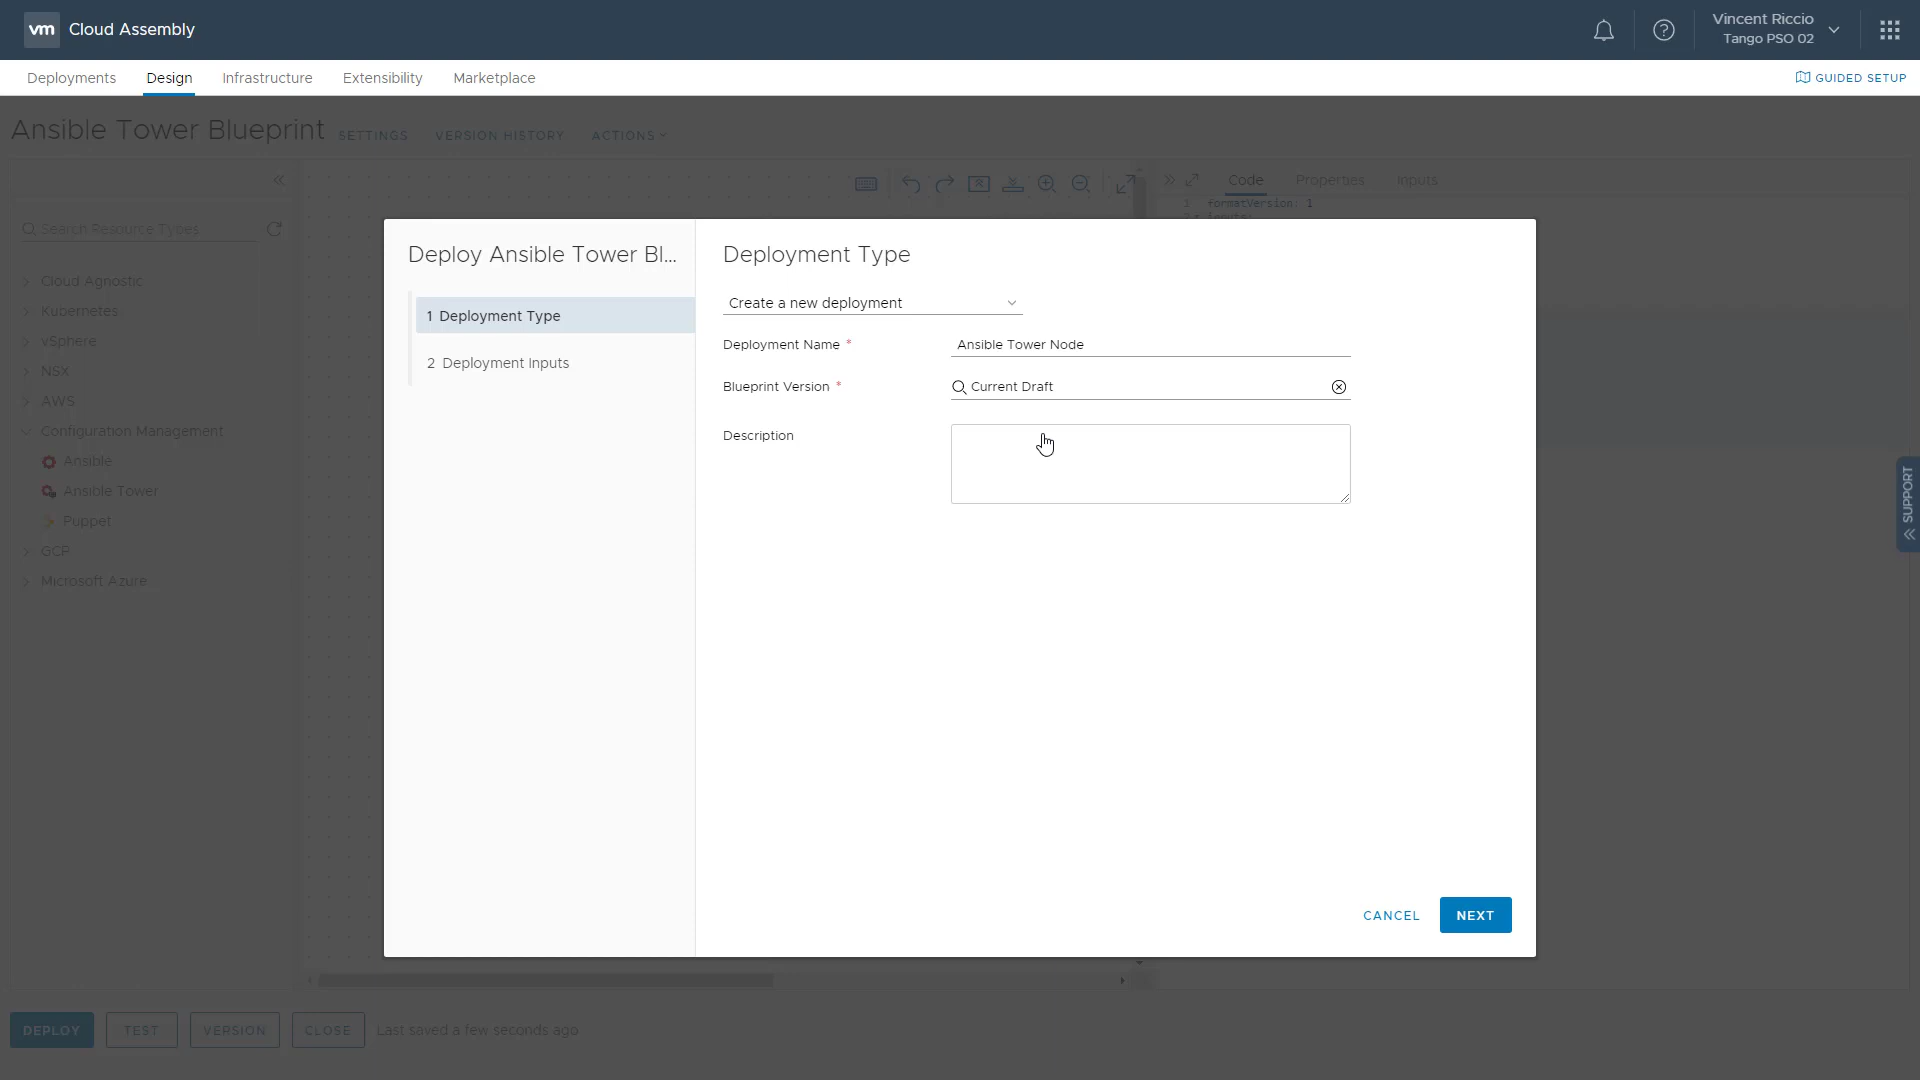 vm Cloud Assembly
Vincent Riccio
Tango PSO 02
Deployments Design Infrastructure Extensibility Marketplace
GUIDED SETUP
Ansible Tower Blueprint SETTINGS VERSION HISTORY ACTIONS
Code Properties Inputs
1 formatVersion: 1
Search Resource Types
Cloud Agnostic
Kubernetes
vSphere
NSX
AWS
Configuration Management
Ansible
Ansible Tower
Puppet
GCP
Microsoft Azure
Deploy Ansible Tower Bl...
1 Deployment Type
2 Deployment Inputs
Deployment Type
Create a new deployment
Deployment Name * Ansible Tower Node
Blueprint Version * Current Draft
Description
CANCEL NEXT
SUPPORT
DEPLOY TEST VERSION CLOSE Last saved a few seconds ago